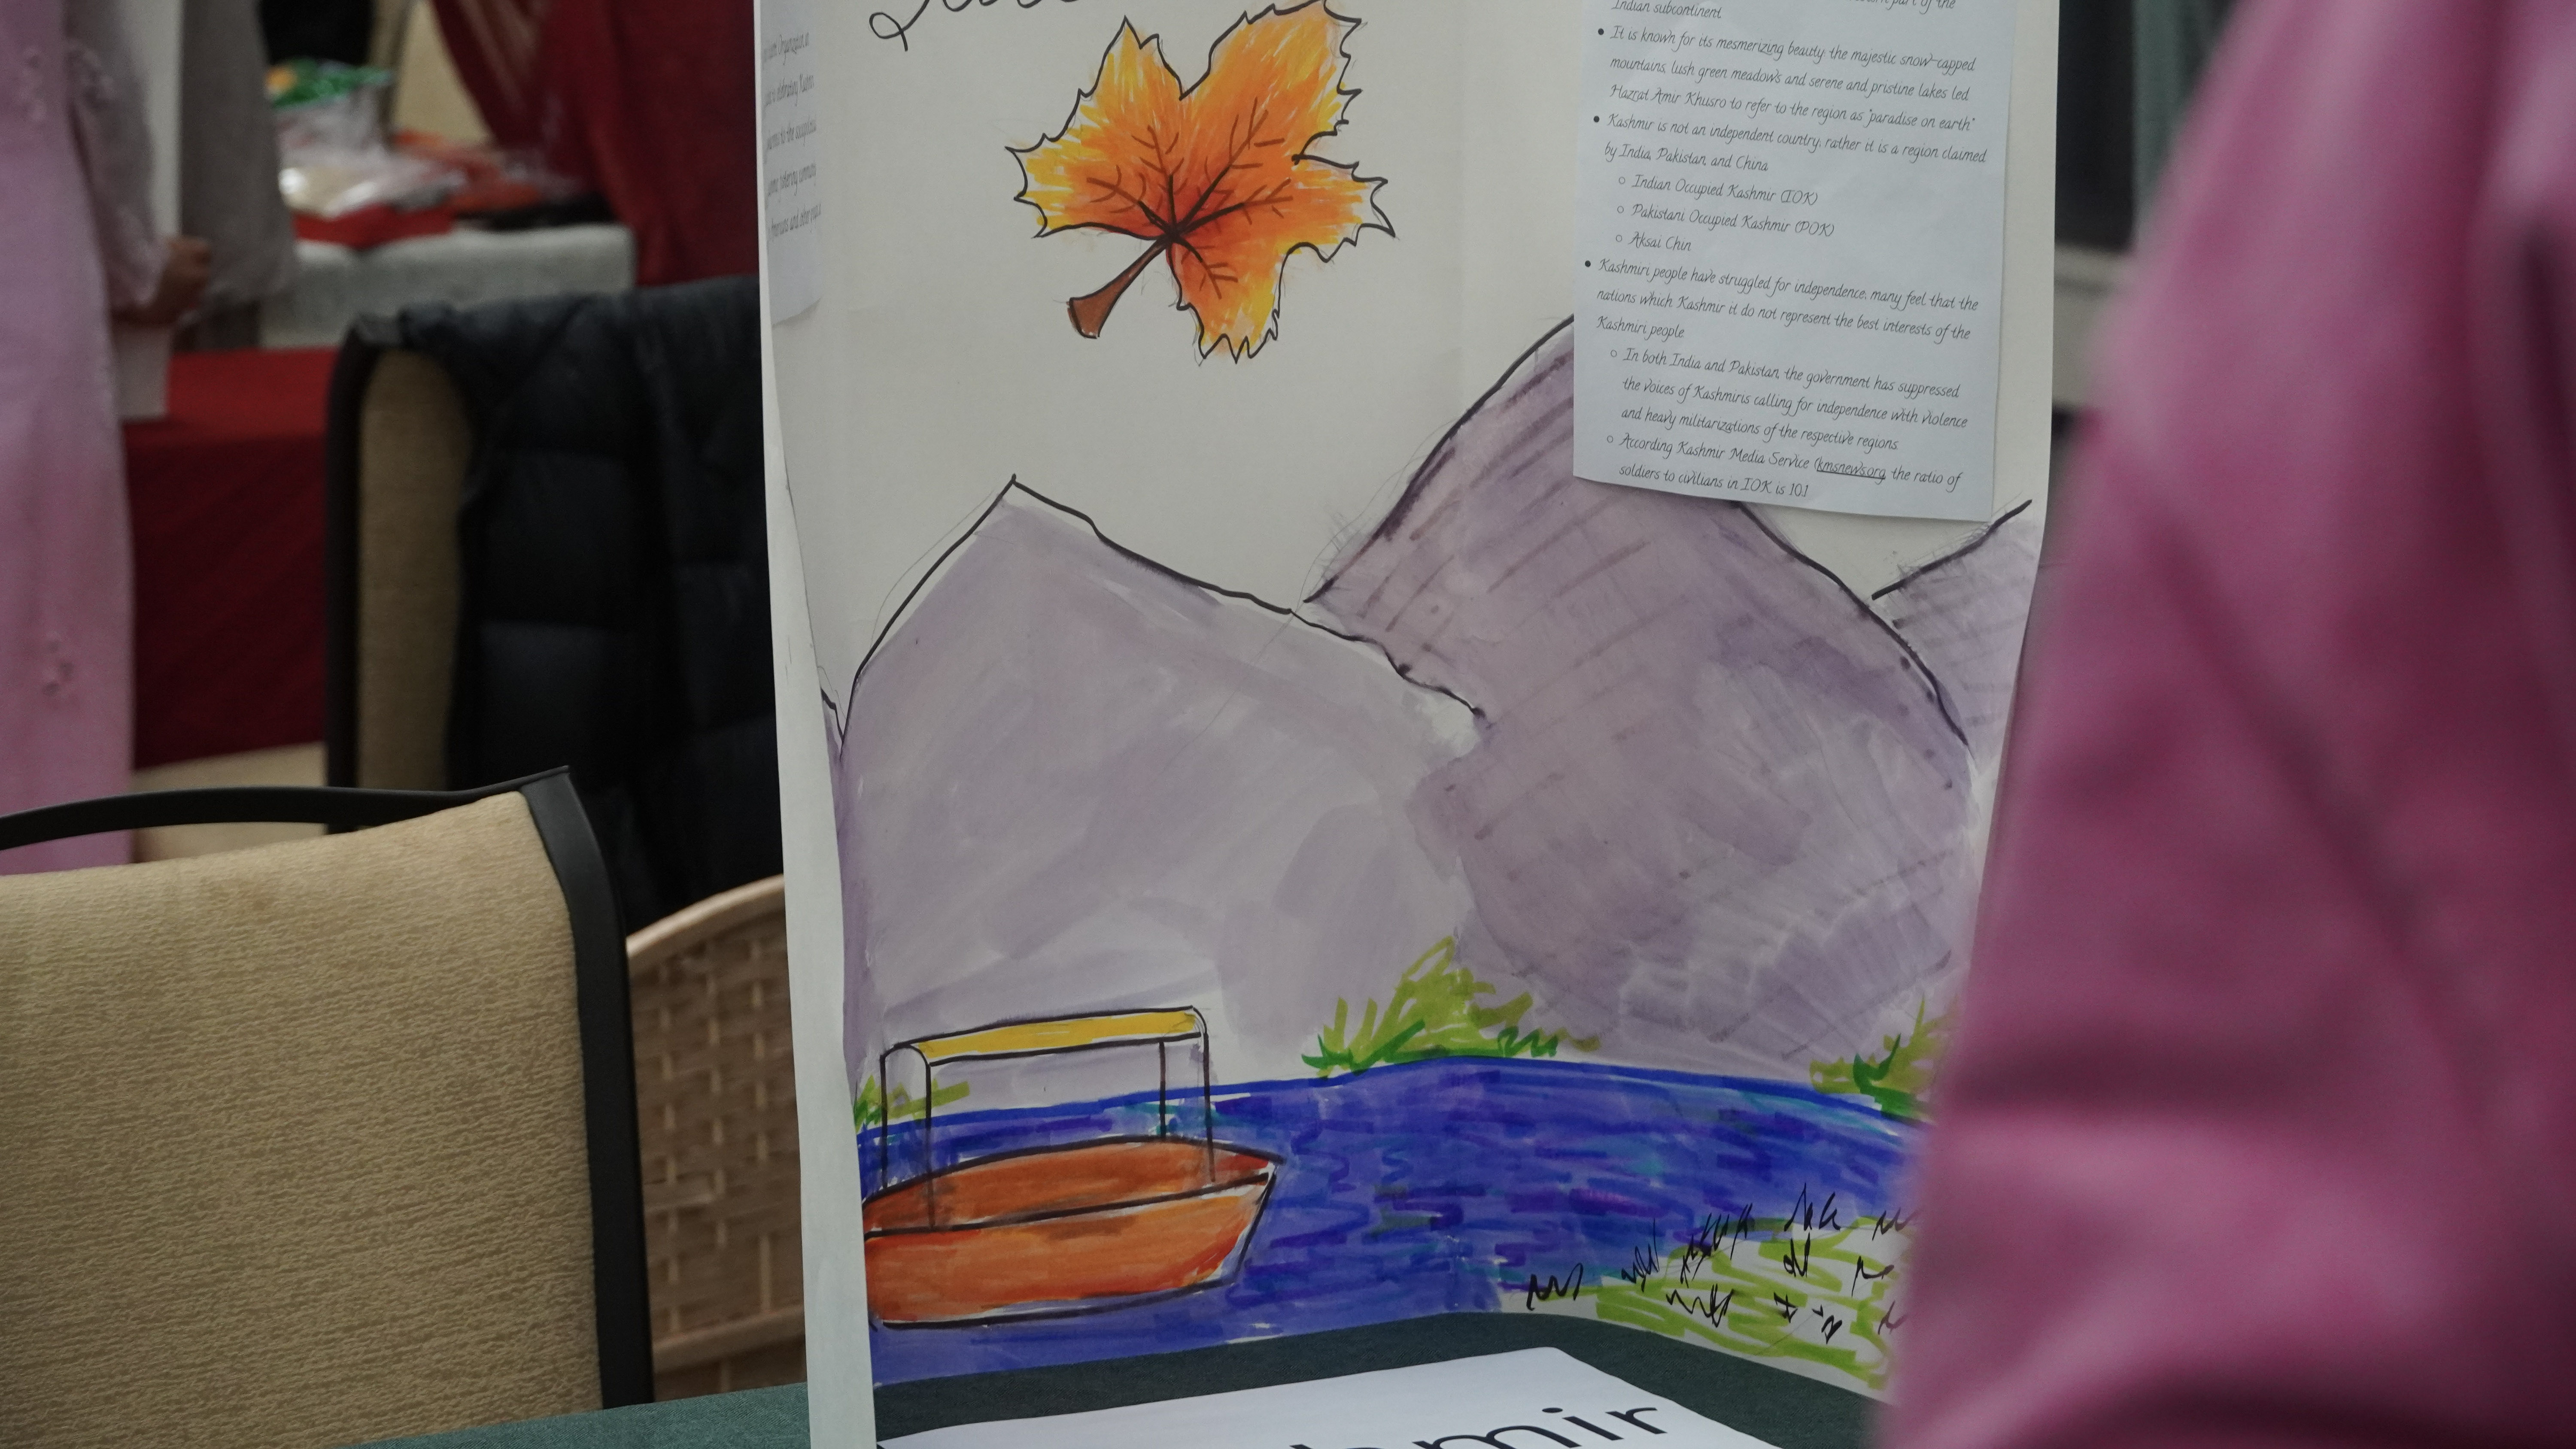 part of the
Indian subcontinent
It is known for its mesmerizing beauty the majestic snow-capped
mountains, lush green meadows and serene and pristine lakes led
Hazrat Amir Khusro to refer to the region as "paradise on earth"
Kashmir is not an independent country, rather it is a region claimed
by India, Pakistan, and China
Indian Occupied Kashmir (IOK)
Pakistani Occupied Kashmir (POK)
Aksai Chin
Kashmiri people have struggled for independence, many feel that the
nations which Kashmir it do not represent the best interests of the
Kashmiri people
In both India and Pakistan, the government has suppressed
the voices of Kashmiris calling for independence with violence
and heavy militarizations of the respective regions
According Kashmir Media Service (kmsnews.org, the ratio of
soldiers to civilians in IOK is 10:1
hmir